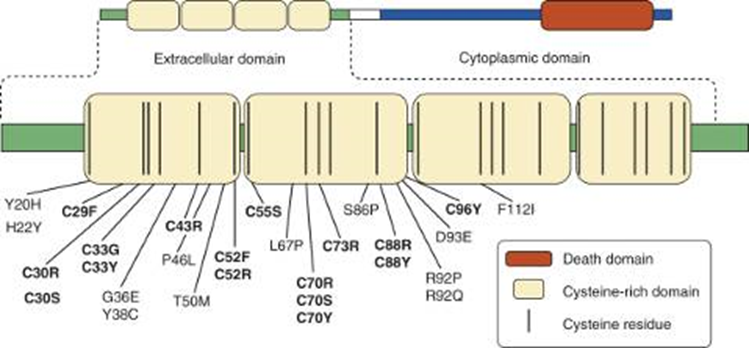 Extracellular domain
Cytoplasmic domain
Y20H
H22Y
C29F
C30R
C30S
C33G
C33Y
G36E
Y38C
C43R
P46L
T50M
C52F
C52R
C55S
L67P
C70R
C70S
C70Y
C73R
S86P
C88R
C88Y
R92P
R92Q
D93E
C96Y
F112I
Death domain
Cysteine-rich domain
Cysteine residue